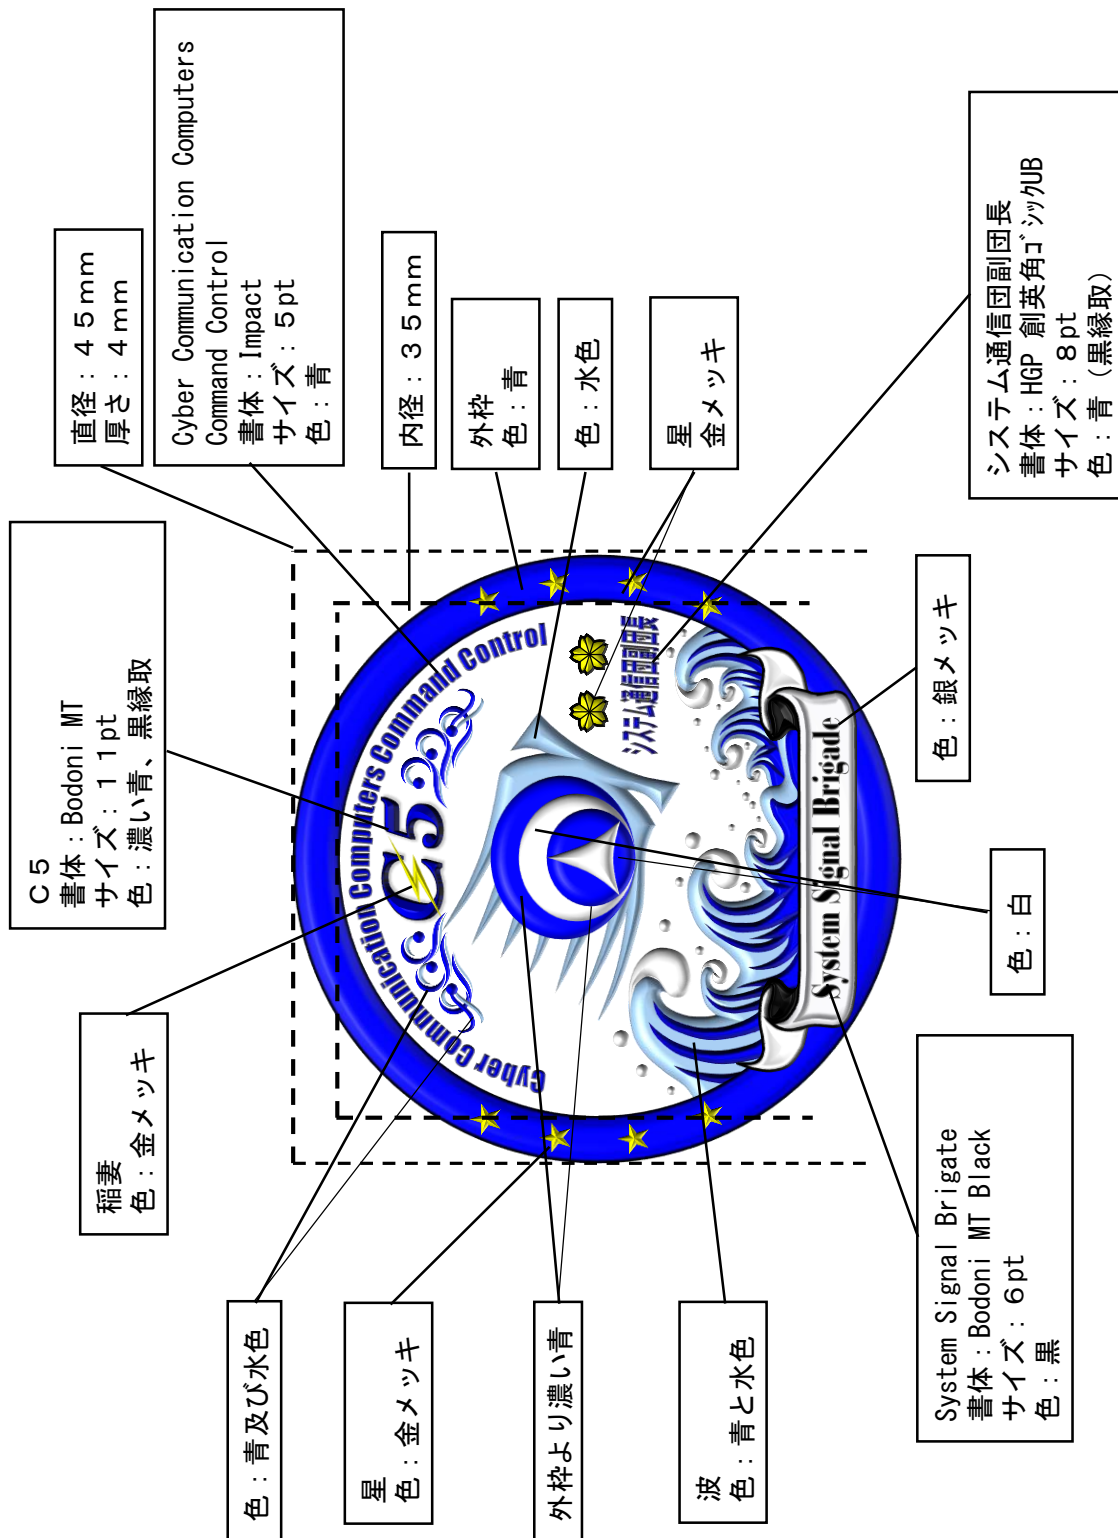 C5
書体：Bodoni MT
サイズ：11pt
色：濃い青、黒縁取
直径：45mm
厚さ：4mm
Cyber Communication Computers
Command Control
書体：Impact
サイズ：5pt
色：青
内径：35mm
外枠
色：青
色：水色
星
金メッキ
システム通信団副団長
書体：HGP 創英角ｺﾞｼｯｸUB
サイズ：8pt
色：青（黒縁取）
稲妻
色：金メッキ
色：青及び水色
星
色：金メッキ
外枠より濃い青
波
色：青と水色
System Signal Brigate
書体：Bodoni MT Black
サイズ：6pt
色：黒
色：白
色：銀メッキ
Cyber Communication Computers Command Control
C5
システム通信団副団長
System Signal Brigade